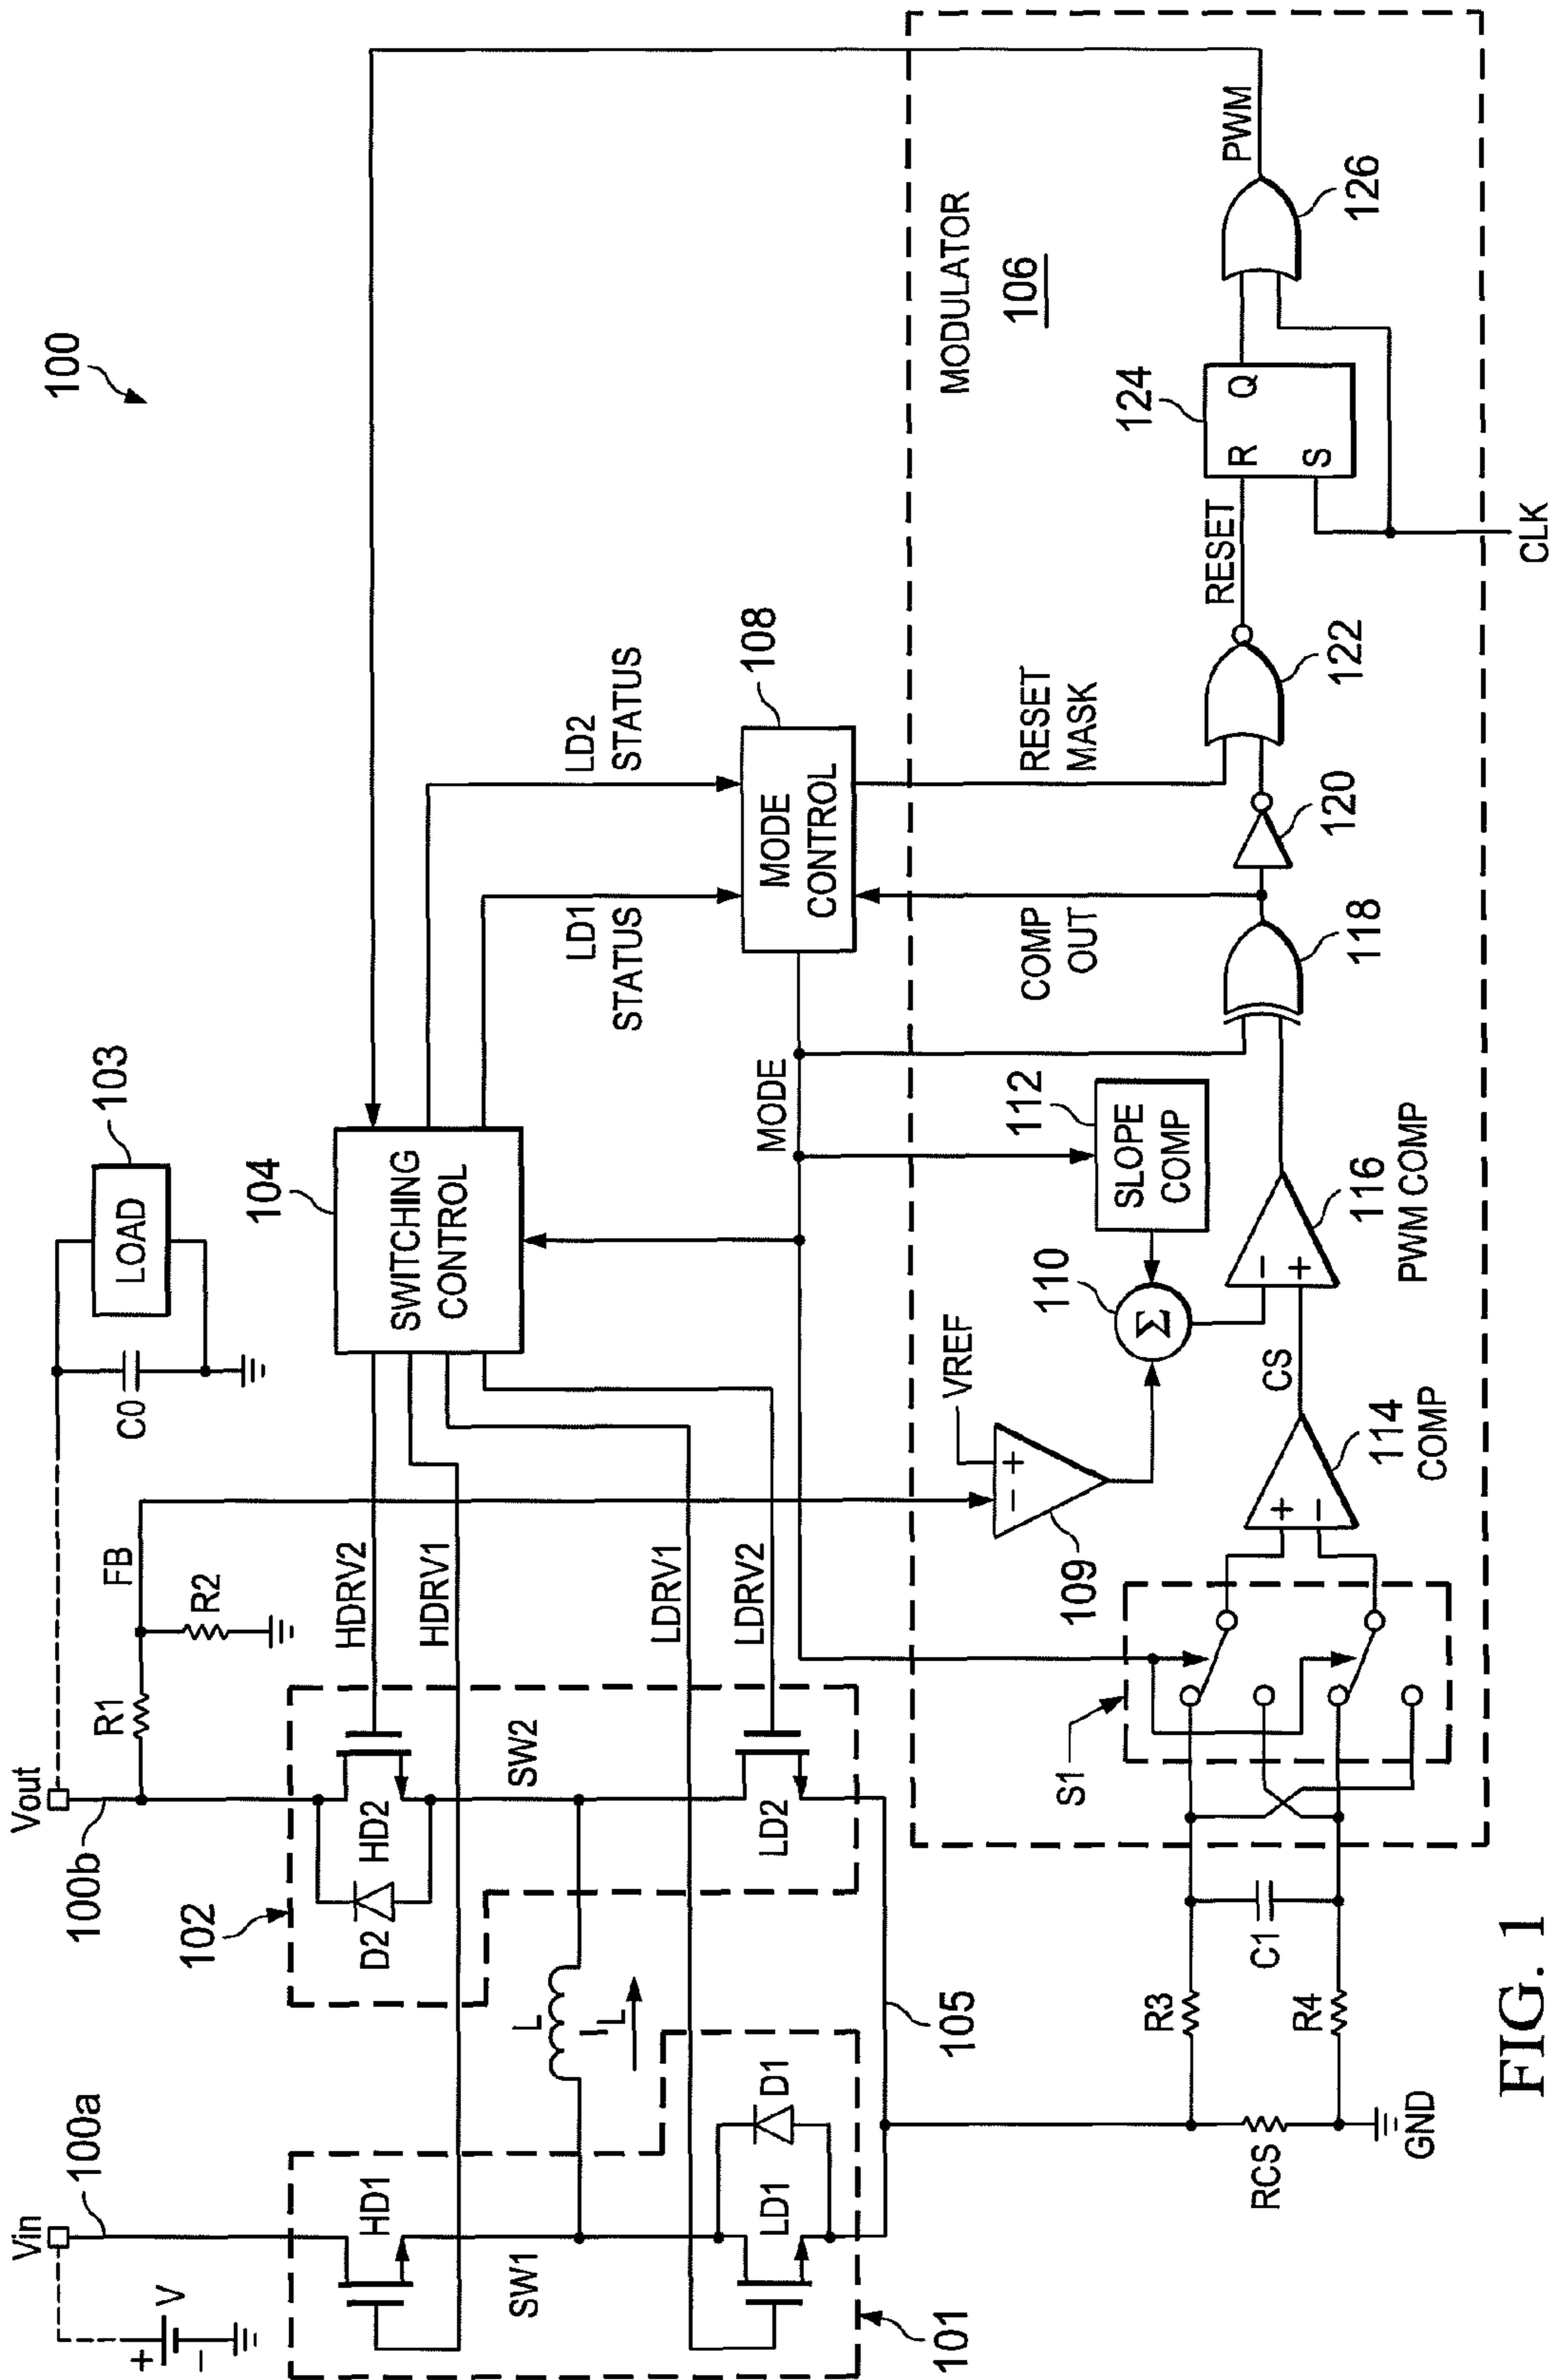 100
Vin
100a
+
V
−
Vout
100b
R1
FB
R2
C0
LOAD
103
102
101
HD1
HD2
D2
HDRV2
HDRV1
SW1
SW2
L
IL
LD1
D1
LD2
LDRV1
LDRV2
105
SWITCHING
CONTROL
104
LD1
STATUS
LD2
STATUS
MODE
CONTROL
108
MODE
COMP
OUT
RESET
MASK
MODULATOR
106
VREF
+
−
109
Σ
110
SLOPE
COMP
112
S1
R3
R4
C1
RCS
GND
+
−
114
COMP
CS
−
+
116
PWM COMP
118
120
122
RESET
R
S
Q
124
126
PWM
CLK
FIG. 1